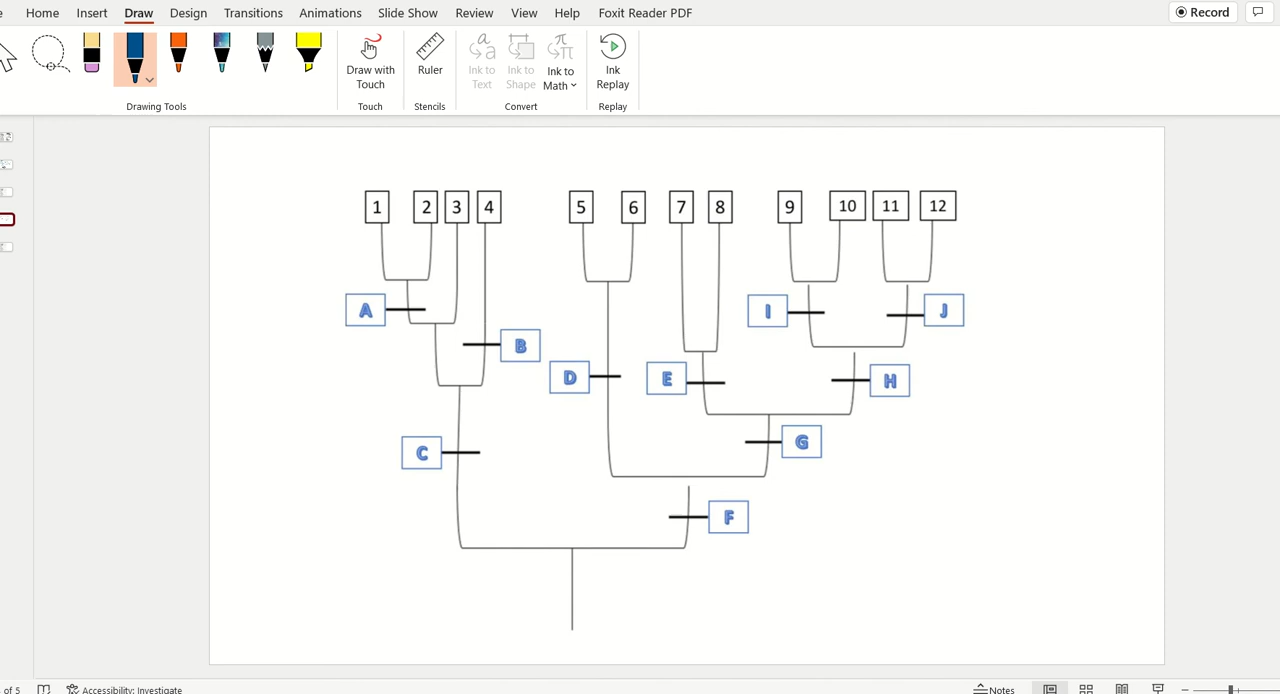 Home Insert Draw Design Transitions Animations Slide Show Review View Help Foxit Reader PDF Record
Draw with Touch
Ruler
Ink to Text
Ink to Shape
Ink to Math
Ink Replay
Drawing Tools Touch Stencils Convert Replay
1 2 3 4 5 6 7 8 9 10 11 12
A I J
B
D E H
C G
F
of 5 Accessibility: Investigate Notes